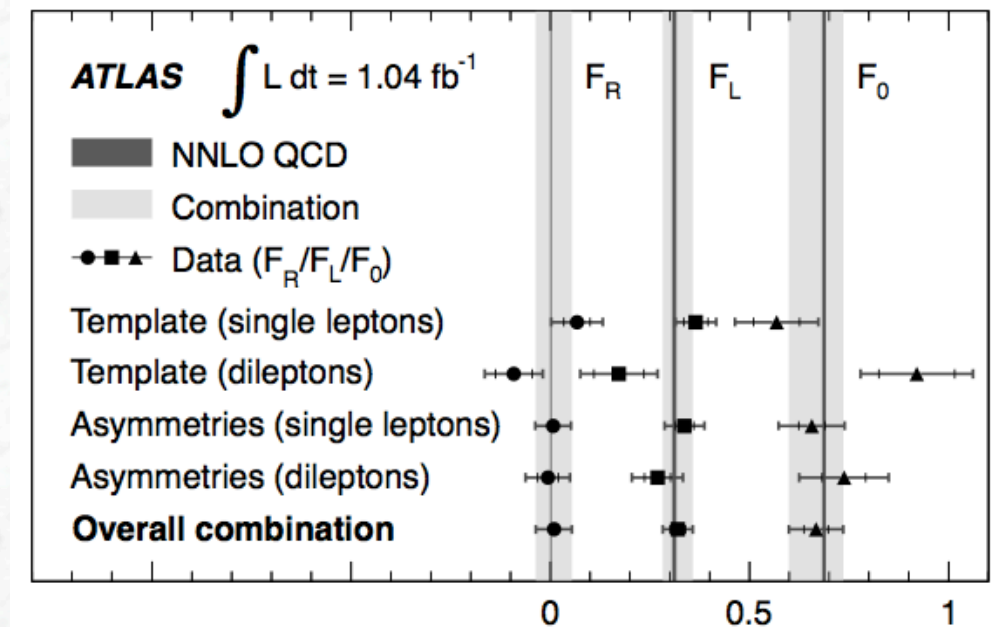 ATLAS ∫ L dt = 1.04 fb⁻¹ F_R F_L F_0
NNLO QCD
Combination
Data (F_R/F_L/F_0)
Template (single leptons)
Template (dileptons)
Asymmetries (single leptons)
Asymmetries (dileptons)
Overall combination
0 0.5 1